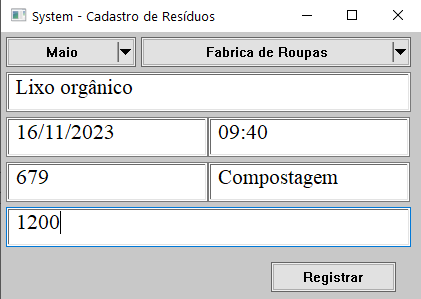 System - Cadastro de Resíduos
Maio Fabrica de Roupas
Lixo orgânico
16/11/2023 09:40
679 Compostagem
1200
Registrar